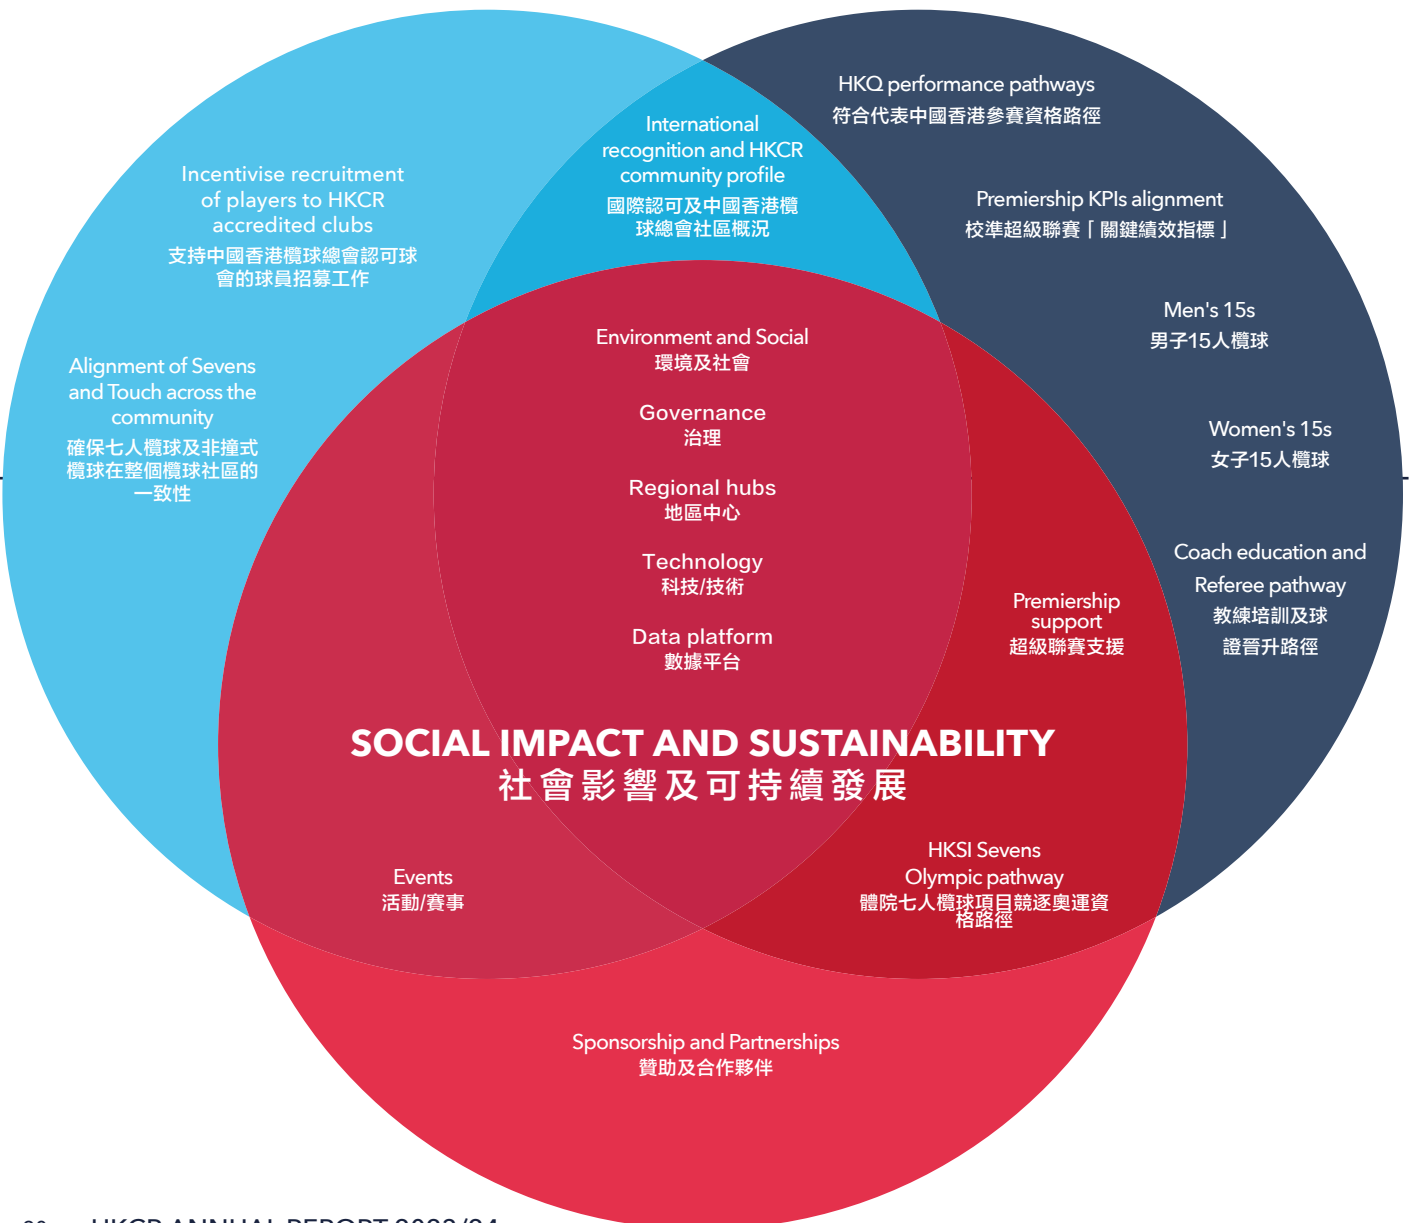 HKQ performance pathways
符合代表中國香港參賽資格路徑
International
recognition and HKCR
community profile
國際認可及中國香港欖
球總會社區概況
Incentivise recruitment
of players to HKCR
accredited clubs
支持中國香港欖球總會認可球
會的球員招募工作
Premiership KPIs alignment
校準超級聯賽「關鍵績效指標」
Men's 15s
男子15人欖球
Environment and Social
環境及社會
Alignment of Sevens
and Touch across the
community
確保七人欖球及非撞式
欖球在整個欖球社區的
一致性
Governance
治理
Women's 15s
女子15人欖球
Regional hubs
地區中心
Technology
科技/技術
Data platform
數據平台
Coach education and
Referee pathway
教練培訓及球
證晉升路徑
Premiership
support
超級聯賽支援
SOCIAL IMPACT AND SUSTAINABILITY
社會影響及可持續發展
Events
活動/賽事
HKSI Sevens
Olympic pathway
體院七人欖球項目競逐奧運資
格路徑
Sponsorship and Partnerships
贊助及合作夥伴
HKCR ANNUAL REPORT